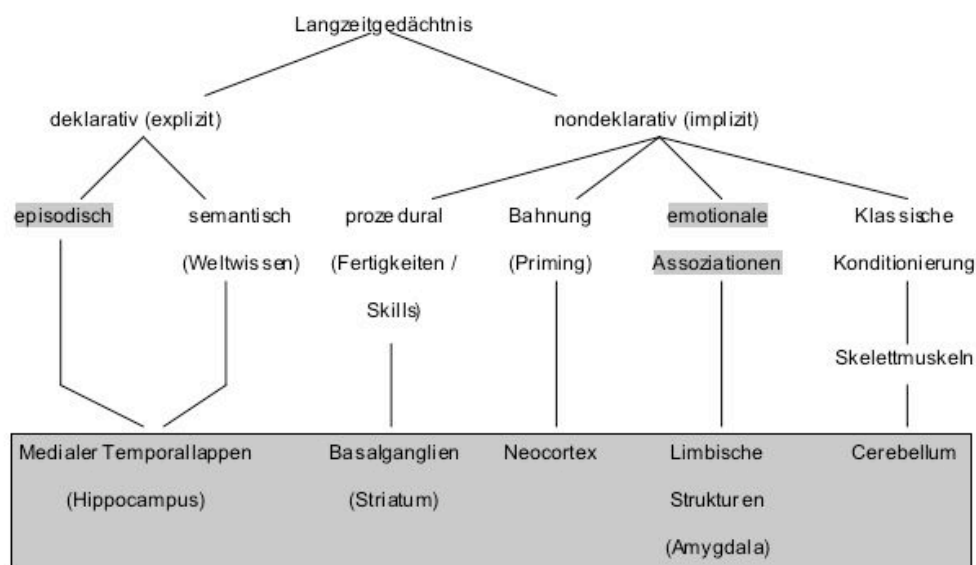 Langzeitgedächtnis
deklarativ (explizit) nondeklarativ (implizit)
episodisch semantisch prozedural Bahnung emotionale Klassische
(Weltwissen) (Fertigkeiten / (Priming) Assoziationen Konditionierung
Skills)
Skelettmuskeln
Medialer Temporallappen Basalganglien Neocortex Limbische Cerebellum
(Hippocampus) (Striatum) Strukturen
(Amygdala)